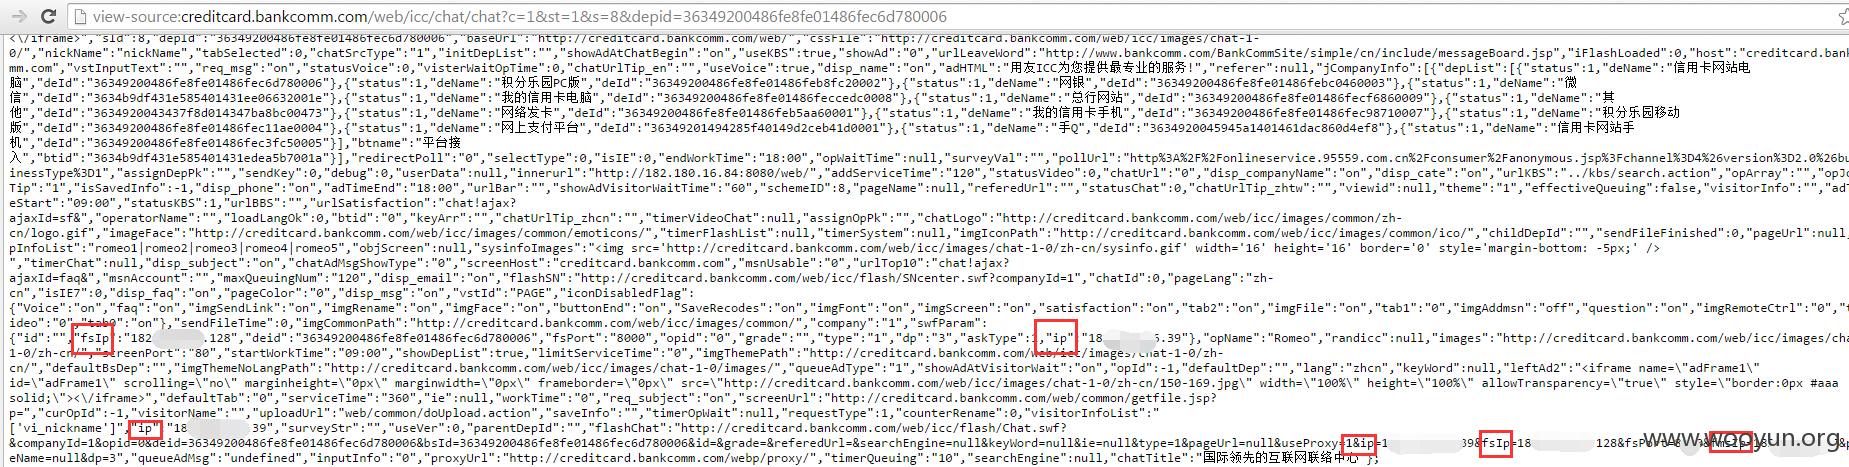 view-source:creditcard.bankcomm.com/web/icc/chat/chat?c=1&st=1&s=8&depid=36349200486fe8fe01486fec6d780006
<\/iframe>","sId":8,"depId":"36349200486fe8fe01486fec6d780006","baseUrl":"http://creditcard.bankcomm.com/web/","cssFile":"http://creditcard.bankcomm.com/web/icc/images/chat-1-
0/","nickName":"nickName","tabSelected":0,"chatSrcType":"1","initDepList":"","showAdAtChatBegin":"on","useKBS":true,"showAd":"0","urlLeaveWord":"http://www.bankcomm.com/BankCommSite/simple/cn/include/messageBoard.jsp","iFlashLoaded":0,"host":"creditcard.bank
mm.com","vstInputText":"","req_msg":"on","statusVoice":0,"visterWaitOpTime":0,"chatUrlTip_en":"","useVoice":true,"disp_name":"on","adHTML":"用友ICC为您提供最专业的服务!","referer":null,"jCompanyInfo":[{"depList":[{"status":1,"deName":"信用卡网站电
脑","deId":"36349200486fe8fe01486fec6d780006"},{"status":1,"deName":"积分乐园PC版","deId":"36349200486fe8fe01486feb8fc20002"},{"status":1,"deName":"网银","deId":"36349200486fe8fe01486febc0460003"},{"status":1,"deName":"微
信","deId":"3634b9df431e585401431ee06632001e"},{"status":1,"deName":"我的信用卡电脑","deId":"36349200486fe8fe01486feccedc0008"},{"status":1,"deName":"总行网站","deId":"36349200486fe8fe01486fecf6860009"},{"status":1,"deName":"其
他","deId":"3634920043437f8d014347ba8bc00473"},{"status":1,"deName":"网络发卡","deId":"36349200486fe8fe01486feb5aa60001"},{"status":1,"deName":"我的信用卡手机","deId":"36349200486fe8fe01486fec98710007"},{"status":1,"deName":"积分乐园移动
版","deId":"36349200486fe8fe01486fec11ae0004"},{"status":1,"deName":"网上支付平台","deId":"36349201494285f40149d2ceb41d0001"},{"status":1,"deName":"手Q","deId":"3634920045945a1401461dac860d4ef8"},{"status":1,"deName":"信用卡网站手
机","deId":"36349200486fe8fe01486fec3fc50005"}],"btname":"平台接
入","btid":"3634b9df431e585401431edea5b7001a"}],"redirectPoll":"0","selectType":0,"isIE":0,"endWorkTime":"18:00","opWaitTime":null,"surveyVal":"","pollUrl":"http%3A%2F%2Fonlineservice.95559.com.cn%2Fconsumer%2Fanonymous.jsp%3Fchannel%3D4%26version%3D2.0%26bu
inessType%3D1","assignDepPk":"","sendKey":0,"debug":0,"userData":null,"innerurl":"http://182.180.16.84:8080/web/","addServiceTime":"120","statusVideo":0,"chatUrl":"0","disp_companyName":"on","disp_cate":"on","urlKBS":"../kbs/search.action","opArray":"","opJo
Tip":"1","isSavedInfo":-1,"disp_phone":"on","adTimeEnd":"18:00","urlBar":"","showAdVisitorWaitTime":"60","schemeID":8,"pageName":null,"referedUrl":"","statusChat":0,"chatUrlTip_zhtw":"","viewid":null,"theme":"1","effectiveQueuing":false,"visitorInfo":"","adT
eStart":"09:00","statusKBS":1,"urlBBS":"","urlSatisfaction":"chat!ajax?
ajaxId=sf&","operatorName":"","loadLangOk":0,"btid":"0","keyArr":"","chatUrlTip_zhcn":"","timerVideoChat":null,"assignOpPk":"","chatLogo":"http://creditcard.bankcomm.com/web/icc/images/common/zh-
cn/logo.gif","imageFace":"http://creditcard.bankcomm.com/web/icc/images/common/emoticons/","timerFlashList":null,"timerSystem":null,"imgIconPath":"http://creditcard.bankcomm.com/web/icc/images/common/ico/","childDepId":"","sendFileFinished":0,"pageUrl":null,
pInfoList":"romeo1|romeo2|romeo3|romeo4|romeo5","objScreen":null,"sysinfoImages":"<img src='http://creditcard.bankcomm.com/web/icc/images/chat-1-0/zh-cn/sysinfo.gif' width='16' height='16' border='0' style='margin-bottom: -5px;' />
","timerChat":null,"disp_subject":"on","chatAdMsgShowType":"0","screenHost":"creditcard.bankcomm.com","msnUsable":"0","urlTop10":"chat!ajax?
ajaxId=faq&","msnAccount":"","maxQueuingNum":"120","disp_email":"on","flashSN":"http://creditcard.bankcomm.com/web/icc/flash/SNcenter.swf?companyId=1","chatId":0,"pageLang":"zh-
cn","isIE7":0,"disp_faq":"on","pageColor":"0","disp_msg":"on","vstId":"PAGE","iconDisabledFlag":
{"Voice":"on","faq":"on","imgSendLink":"on","imgRename":"on","imgFace":"on","buttonEnd":"on","SaveRecodes":"on","imgFont":"on","imgScreen":"on","satisfaction":"on","tab2":"on","imgFile":"on","tab1":"0","imgAddmsn":"off","question":"on","imgRemoteCtrl":"0","t
ideo":"0","tab0":"on"},"sendFileTime":0,"imgCommonPath":"http://creditcard.bankcomm.com/web/icc/images/common/","company":"1","swfParam":
{"id":"","fsIp":"182 .128","deid":"36349200486fe8fe01486fec6d780006","fsPort":"8000","opid":"0","grade":"","type":"1","dp":"3","askType":1,"ip":"18 .39"},"opName":"Romeo","randicc":null,"imagePath":"http://creditcard.bankcomm.com/web/icc/images/cha
1-0/zh-cn/","screenPort":"80","startWorkTime":"09:00","showDepList":true,"limitServiceTime":"0","imgThemePath":"http://creditcard.bankcomm.com/web/icc/images/chat-1-0/zh-
cn/","defaultBsDep":"","imgThemeNoLangPath":"http://creditcard.bankcomm.com/web/icc/images/chat-1-0/images/","queueAdType":"1","showAdAtVisitorWait":"on","opId":-1,"defaultDep":"","lang":"zhcn","keyWord":null,"leftAd2":"<iframe name=\"adFrame1\"
id=\"adFrame1\" scrolling=\"no\" marginheight=\"0px\" marginwidth=\"0px\" frameborder=\"0px\" src=\"http://creditcard.bankcomm.com/web/icc/images/chat-1-0/zh-cn/150-169.jpg\" width=\"100%\" height=\"100%\" allowTransparency=\"true\" style=\"border:0px #aaa
solid;\"><\/iframe>","defaultTab":"0","serviceTime":"360","ie":null,"workTime":"0","req_subject":"on","screenUrl":"http://creditcard.bankcomm.com/getfile.jsp?
p=","curOpId":-1,"visitorName":"","uploadUrl":"web/common/doUpload.action","saveInfo":"","timerOpWait":null,"requestType":1,"counterRename":0,"visitorInfoList":"
['vi_nickname']","ip":"18 39","surveyStr":"","useVer":0,"parentDepId":"","flashChat":"http://creditcard.bankcomm.com/web/icc/flash/Chat.swf?
&companyId=1&opid=0&deid=36349200486fe8fe01486fec6d780006&bsId=36349200486fe8fe01486fec6d780006&id=&grade=&referedUrl=&searchEngine=null&keyWord=null&ie=null&type=1&pageUrl=null&useProxy=1&ip=1 39&fsIp=18 128&fsPort=
eName=null&dp=3","queueAdMsg":"undefined","inputInfo":"0","proxyUrl":"http://creditcard.bankcomm.com/webp/proxy/","timerQueuing":"10","searchEngine":null,"chatTitle":"国际领先的互联网联络中心"};
www.wooyun.org